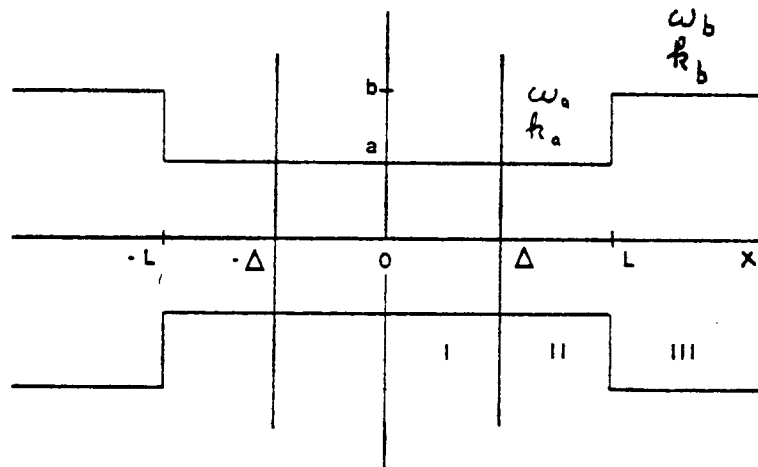 ω_b
k_b
b
ω_a
k_a
a
-L -Δ 0 Δ L X
I II III